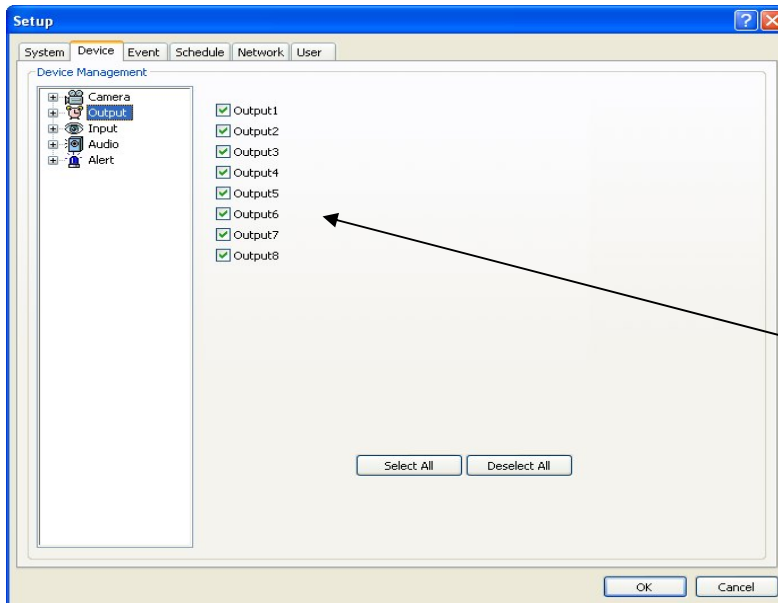 Setup
System Device Event Schedule Network User
Device Management
Camera
Output
Input
Audio
Alert
Output1
Output2
Output3
Output4
Output5
Output6
Output7
Output8
Select All Deselect All
OK Cancel